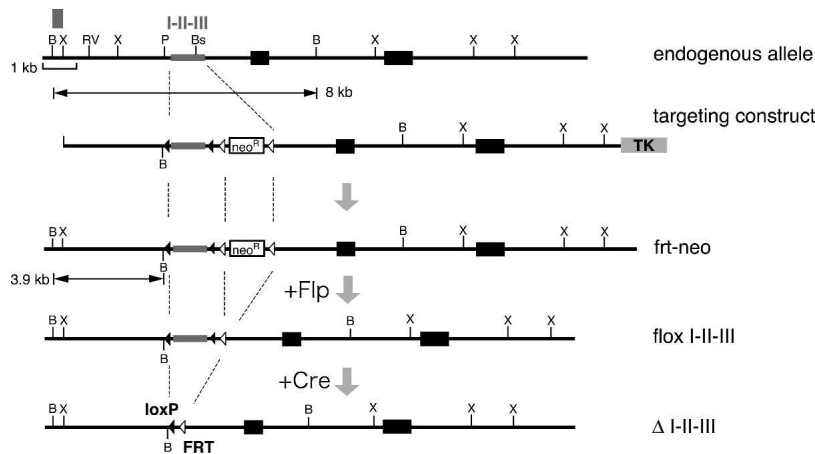 I-II-III
B X RV X P Bs B X X X
endogenous allele
1 kb
8 kb
targeting construct
B X X X
neoR
TK
B
B X B X X X
neoR
frt-neo
B
3.9 kb
+Flp
B X B X X X
flox I-II-III
B
+Cre
loxP
B X B X X X
Δ I-II-III
B
FRT